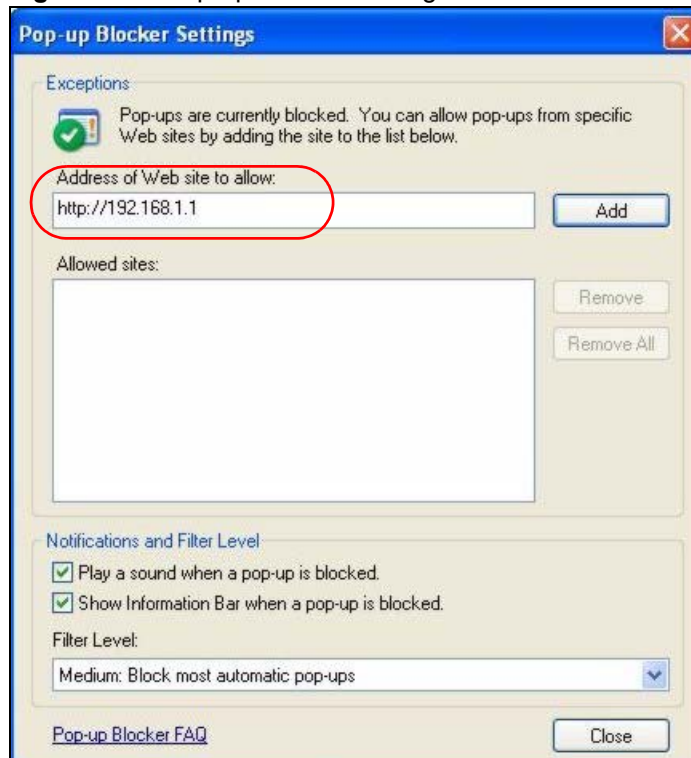 Pop-up Blocker Settings
Exceptions
Pop-ups are currently blocked. You can allow pop-ups from specific
Web sites by adding the site to the list below.
Address of Web site to allow:
http://192.168.1.1
Add
Allowed sites:
Remove
Remove All
Notifications and Filter Level
Play a sound when a pop-up is blocked.
Show Information Bar when a pop-up is blocked.
Filter Level:
Medium: Block most automatic pop-ups
Pop-up Blocker FAQ
Close